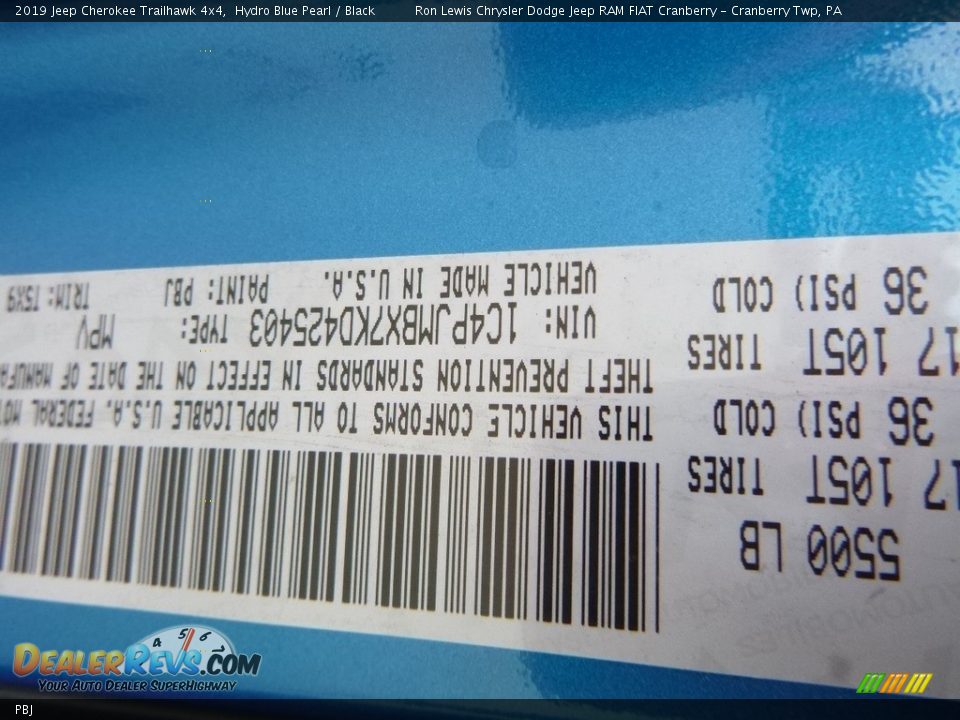 2019 Jeep Cherokee Trailhawk 4x4, Hydro Blue Pearl / Black Ron Lewis Chrysler Dodge Jeep RAM FIAT Cranberry - Cranberry Twp, PA
5500 LB
17 105T TIRES
36 PSI) COLD
17 105T TIRES
36 PSI) COLD
THIS VEHICLE CONFORMS TO ALL APPLICABLE U.S.A. FEDERAL MOT
THEFT PREVENTION STANDARDS IN EFFECT ON THE DATE OF MANUFA
VIN: 1C4PJMBX7KD425403 TYPE: MPV
VEHICLE MADE IN U.S.A. PAINT: PBJ TRIM: TSX9
4 5 6
DEALERREVS.COM
YOUR AUTO DEALER SUPERHIGHWAY
PBJ